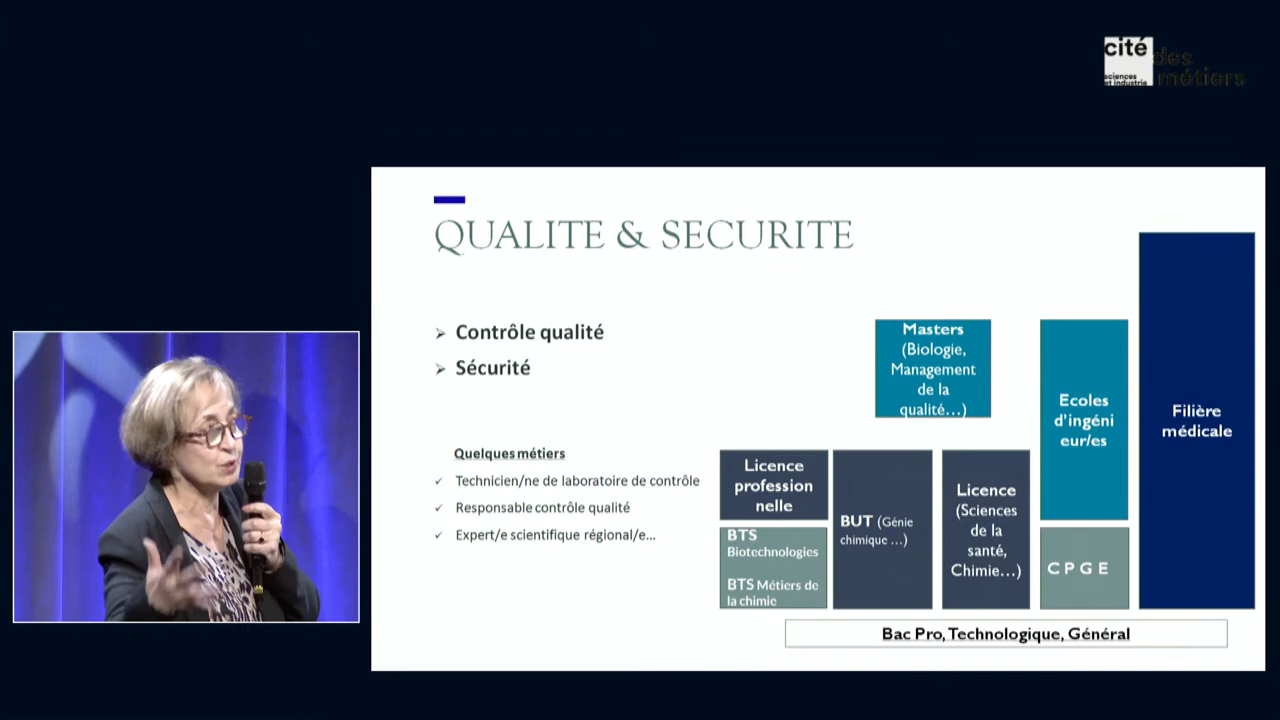 cité
des
sciences
et industrie
métiers
QUALITE & SECURITE
Contrôle qualité
Sécurité
Quelques métiers
Technicien/ne de laboratoire de contrôle
Responsable contrôle qualité
Expert/e scientifique régional/e...
Licence
profession
nelle
BTS
Biotechnologies
BTS Métiers de
la chimie
BUT (Génie
chimique ...)
Masters
(Biologie,
Management
de la
qualité...)
Licence
(Sciences
de la
santé,
Chimie...)
Ecoles
d'ingéni
eur/es
C P G E
Filière
médicale
Bac Pro, Technologique, Général